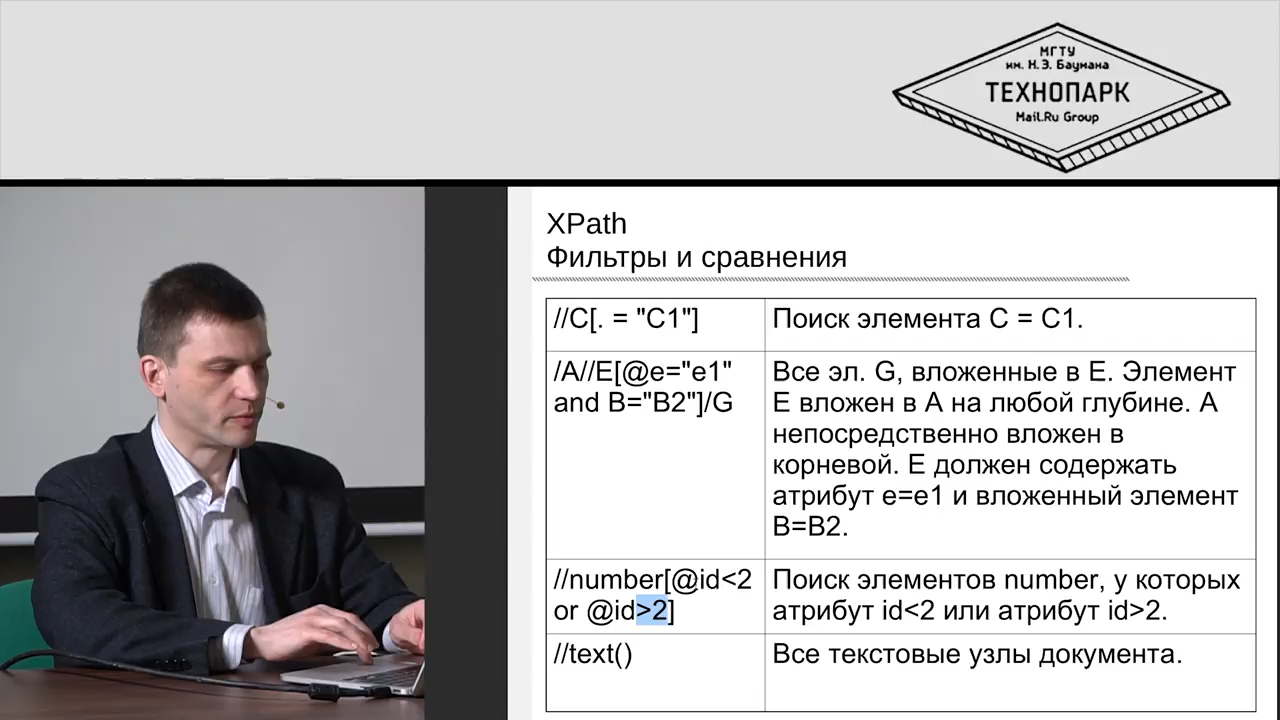 МГТУ
им. Н.Э. Баумана
ТЕХНОПАРК
Mail.Ru Group
XPath
Фильтры и сравнения
//C[. = "C1"]
Поиск элемента C = C1.
/A//E[@e="e1"
and B="B2"]/G
Все эл. G, вложенные в E. Элемент
E вложен в A на любой глубине. A
непосредственно вложен в
корневой. E должен содержать
атрибут e=e1 и вложенный элемент
B=B2.
//number[@id<2
or @id>2]
Поиск элементов number, у которых
атрибут id<2 или атрибут id>2.
//text()
Все текстовые узлы документа.